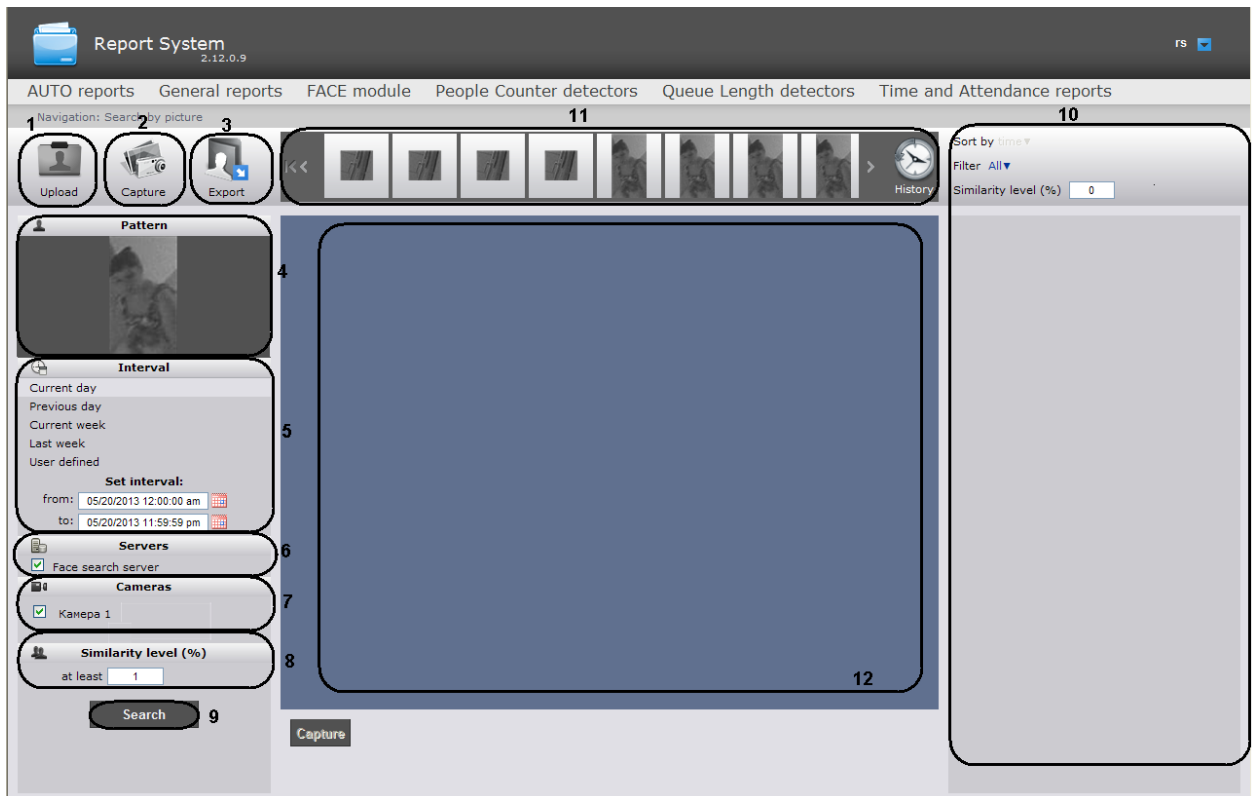 Report System
2.12.0.9
rs
AUTO reports General reports FACE module People Counter detectors Queue Length detectors Time and Attendance reports
Navigation: Search by picture
1
2
3
11
10
Upload
Capture
Export
History
Sort by time
Filter All
Similarity level (%) 0
Pattern
4
Interval
Current day
Previous day
Current week
Last week
User defined
5
Set interval:
from: 05/20/2013 12:00:00 am
to: 05/20/2013 11:59:59 pm
Servers
6
Face search server
Cameras
7
Камера 1
Similarity level (%)
8
at least 1
12
Search
9
Capture